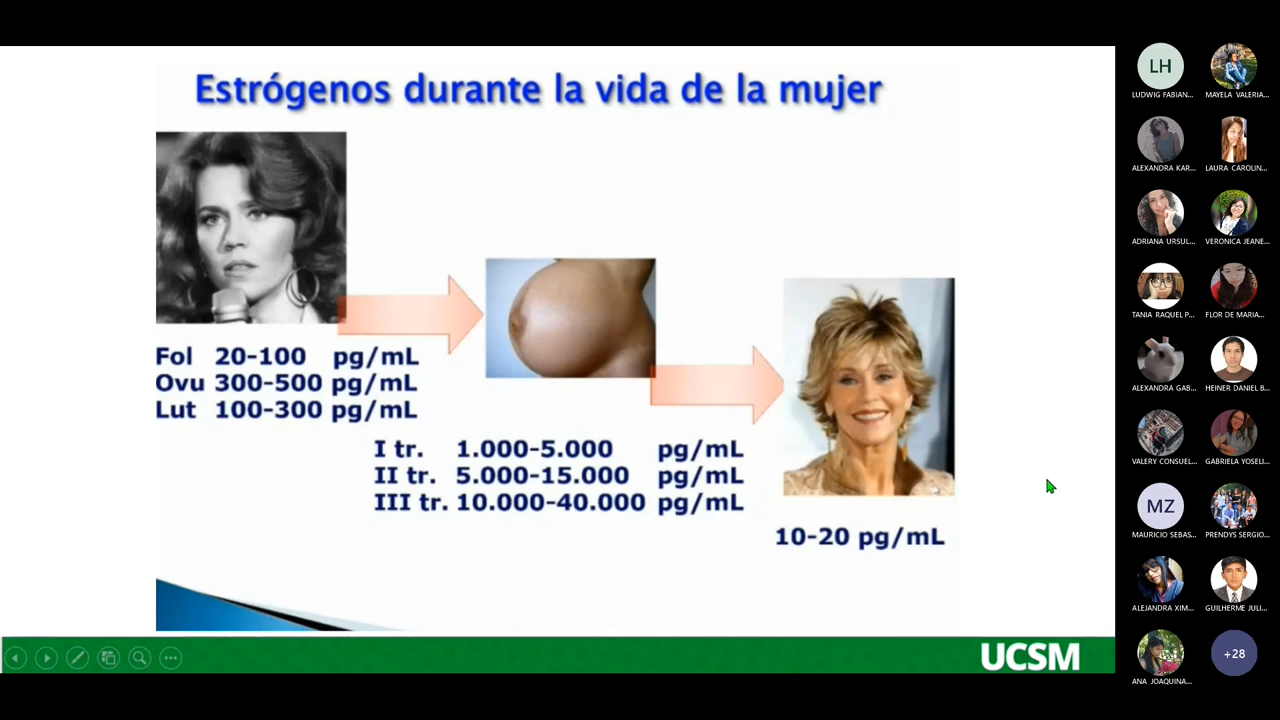 Estrógenos durante la vida de la mujer
Fol 20-100 pg/mL
Ovu 300-500 pg/mL
Lut 100-300 pg/mL
I tr. 1.000-5.000 pg/mL
II tr. 5.000-15.000 pg/mL
III tr. 10.000-40.000 pg/mL
10-20 pg/mL
UCSM
LH
LUDWIG FABIAN...
MAYELA VALERIA...
ALEXANDRA KAR...
LAURA CAROLIN...
ADRIANA URSUL...
VERONICA JEANE...
TANIA RAQUEL P...
FLOR DE MARIA...
ALEXANDRA GAB...
HEINER DANIEL B...
VALERY CONSUEL...
GABRIELA YOSELI...
MZ
MAURICIO SEBAS...
PRENDYS SERGIO...
ALEJANDRA XIM...
GUILHERME JULI...
ANA JOAQUINA...
+28